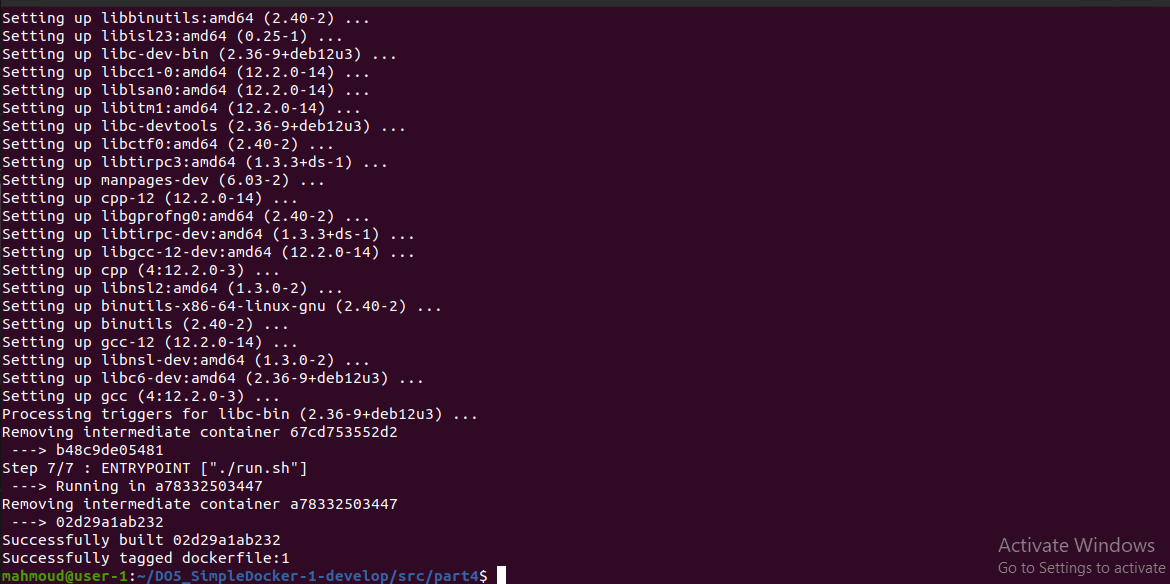 Setting up libbinutils:amd64 (2.40-2) ...
Setting up libisl23:amd64 (0.25-1) ...
Setting up libc-dev-bin (2.36-9+deb12u3) ...
Setting up libcc1-0:amd64 (12.2.0-14) ...
Setting up liblsan0:amd64 (12.2.0-14) ...
Setting up libitm1:amd64 (12.2.0-14) ...
Setting up libc-devtools (2.36-9+deb12u3) ...
Setting up libctf0:amd64 (2.40-2) ...
Setting up libtirpc3:amd64 (1.3.3+ds-1) ...
Setting up manpages-dev (6.03-2) ...
Setting up cpp-12 (12.2.0-14) ...
Setting up libgprofng0:amd64 (2.40-2) ...
Setting up libtirpc-dev:amd64 (1.3.3+ds-1) ...
Setting up libgcc-12-dev:amd64 (12.2.0-14) ...
Setting up cpp (4:12.2.0-3) ...
Setting up libnsl2:amd64 (1.3.0-2) ...
Setting up binutils-x86-64-linux-gnu (2.40-2) ...
Setting up binutils (2.40-2) ...
Setting up gcc-12 (12.2.0-14) ...
Setting up libnsl-dev:amd64 (1.3.0-2) ...
Setting up libc6-dev:amd64 (2.36-9+deb12u3) ...
Setting up gcc (4:12.2.0-3) ...
Processing triggers for libc-bin (2.36-9+deb12u3) ...
Removing intermediate container 67cd753552d2
 ---> b48c9de05481
Step 7/7 : ENTRYPOINT ["./run.sh"]
 ---> Running in a78332503447
Removing intermediate container a78332503447
 ---> 02d29a1ab232
Successfully built 02d29a1ab232
Successfully tagged dockerfile:1
mahmoud@user-1:~/DO5_SimpleDocker-1-develop/src/part4$
Activate Windows
Go to Settings to activate